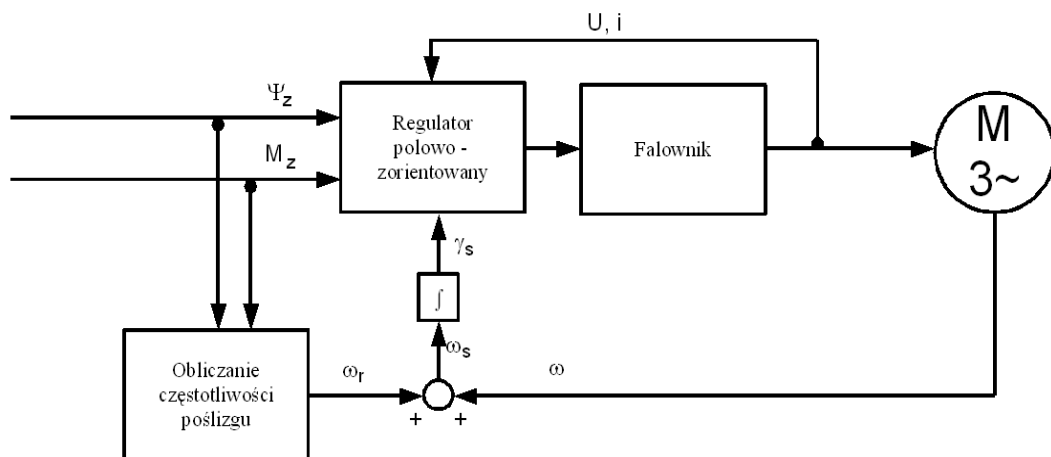 U, i
Ψz
Mz
Regulator
polowo -
zorientowany
Falownik
M
3~
γs
∫
ωs
Obliczanie
częstotliwości
poślizgu
ωr
ω
+ +